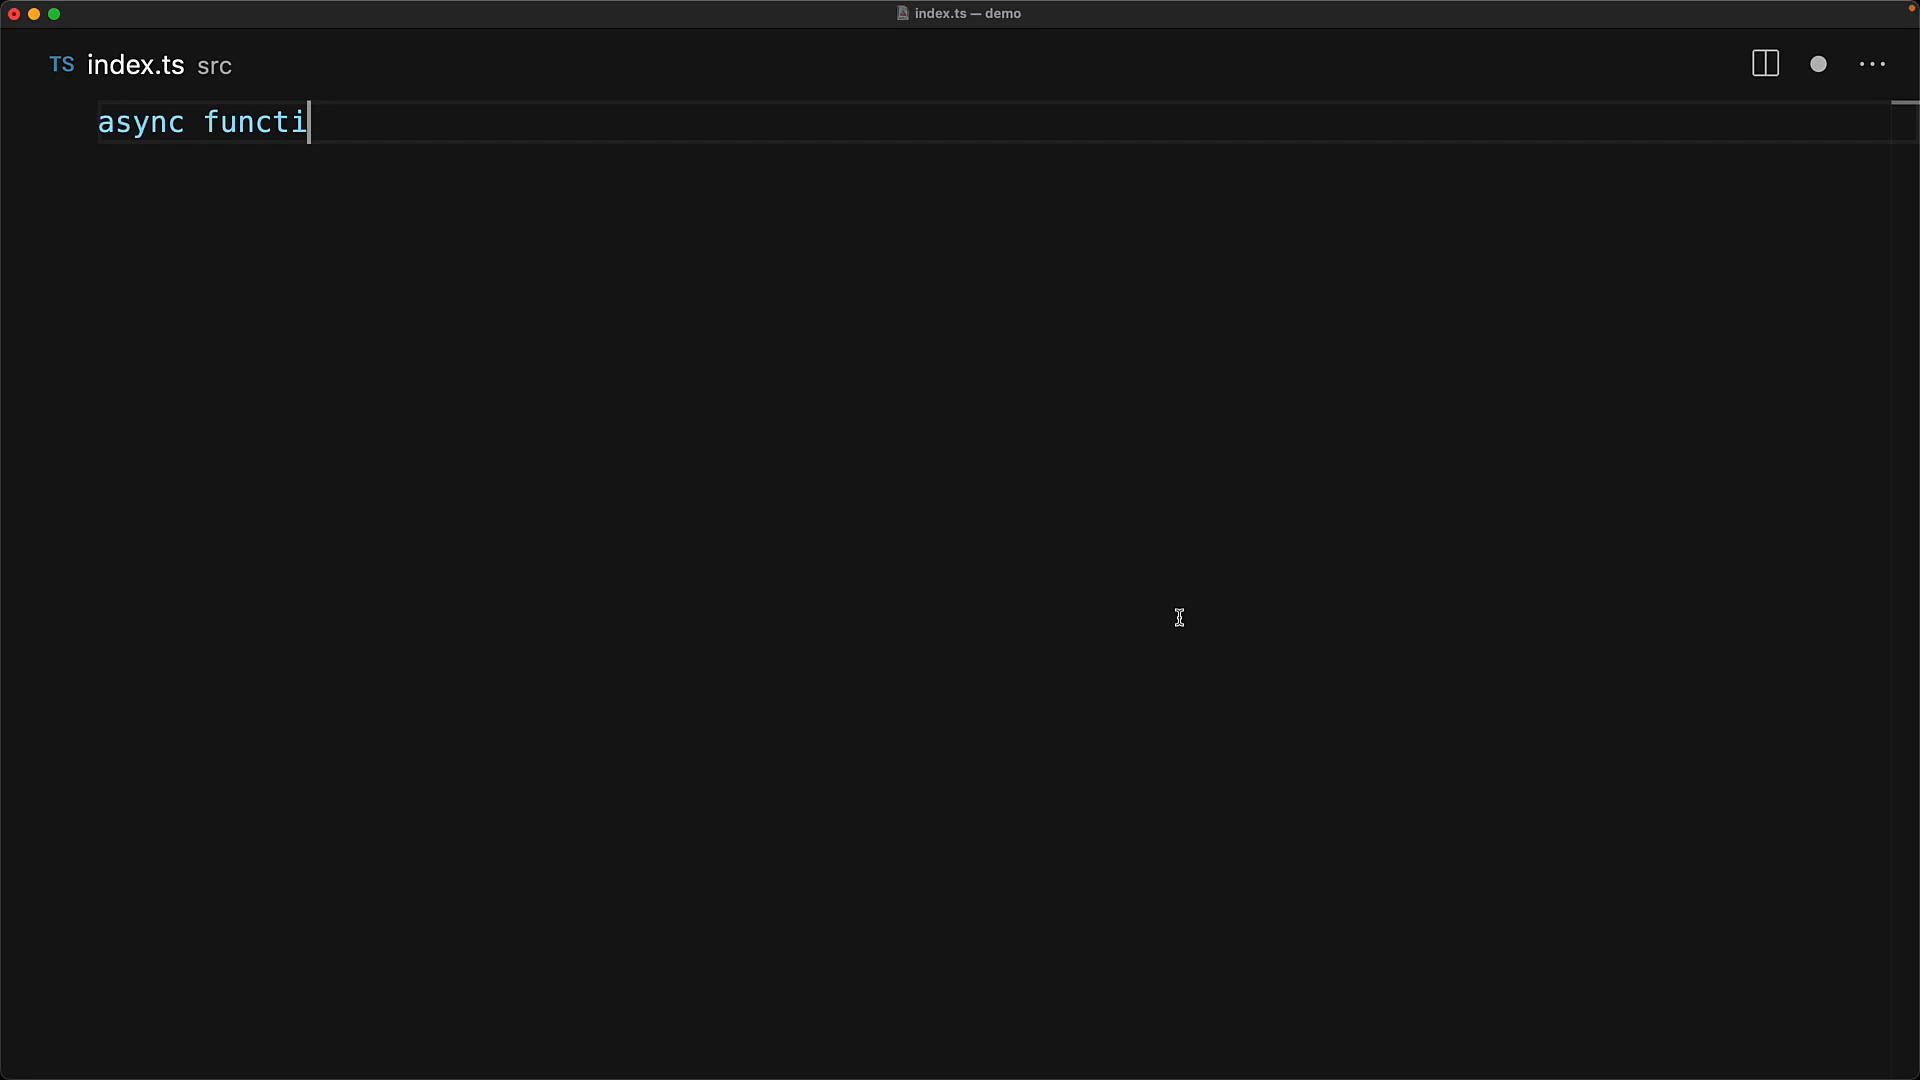 index.ts — demo
TS index.ts src
async functi